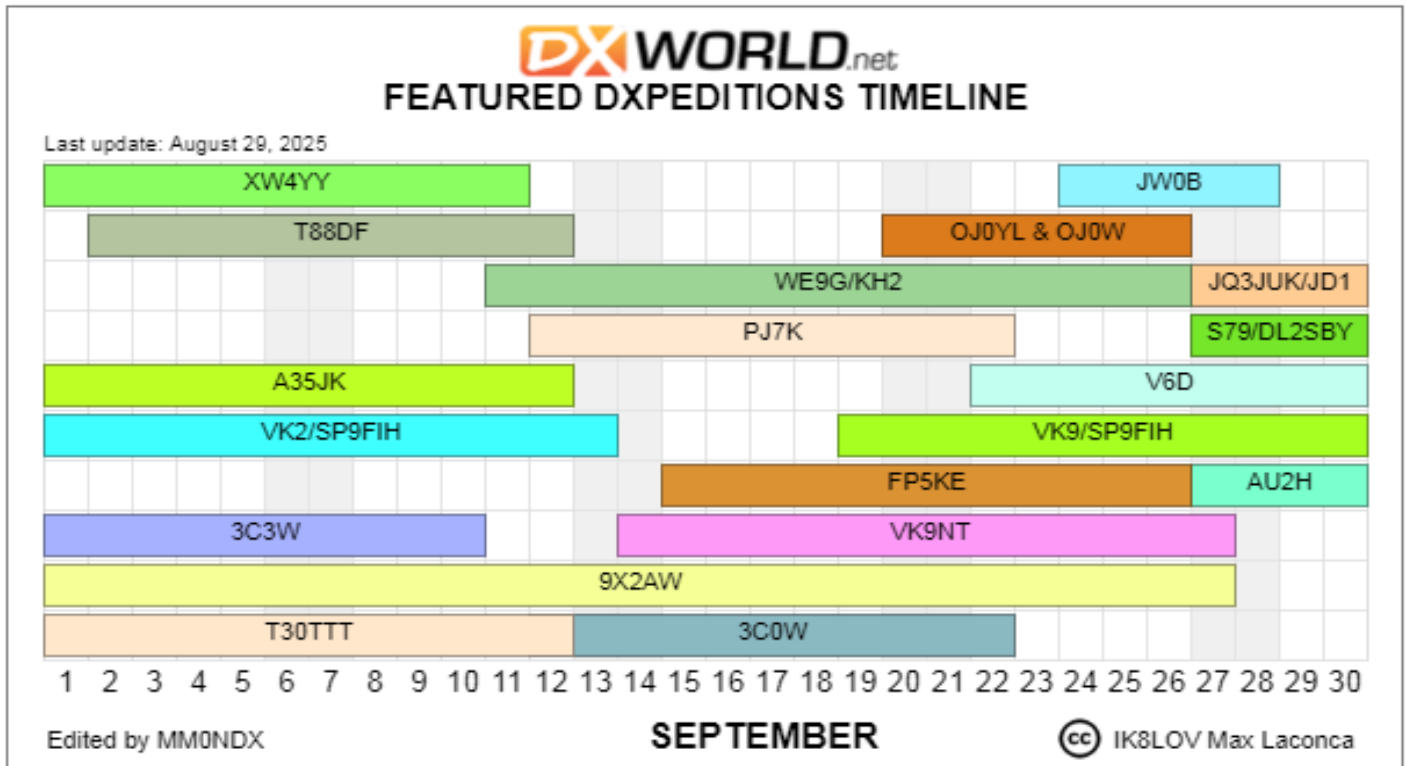 DX WORLD.net
FEATURED DXPEDITIONS TIMELINE
Last update: August 29, 2025
XW4YY JW0B
T88DF OJ0YL & OJ0W
WE9G/KH2 JQ3JUK/JD1
PJ7K S79/DL2SBY
A35JK V6D
VK2/SP9FIH VK9/SP9FIH
FP5KE AU2H
3C3W VK9NT
9X2AW
T30TTT 3C0W
1 2 3 4 5 6 7 8 9 10 11 12 13 14 15 16 17 18 19 20 21 22 23 24 25 26 27 28 29 30
Edited by MM0NDX SEPTEMBER cc IK8LOV Max Laconca